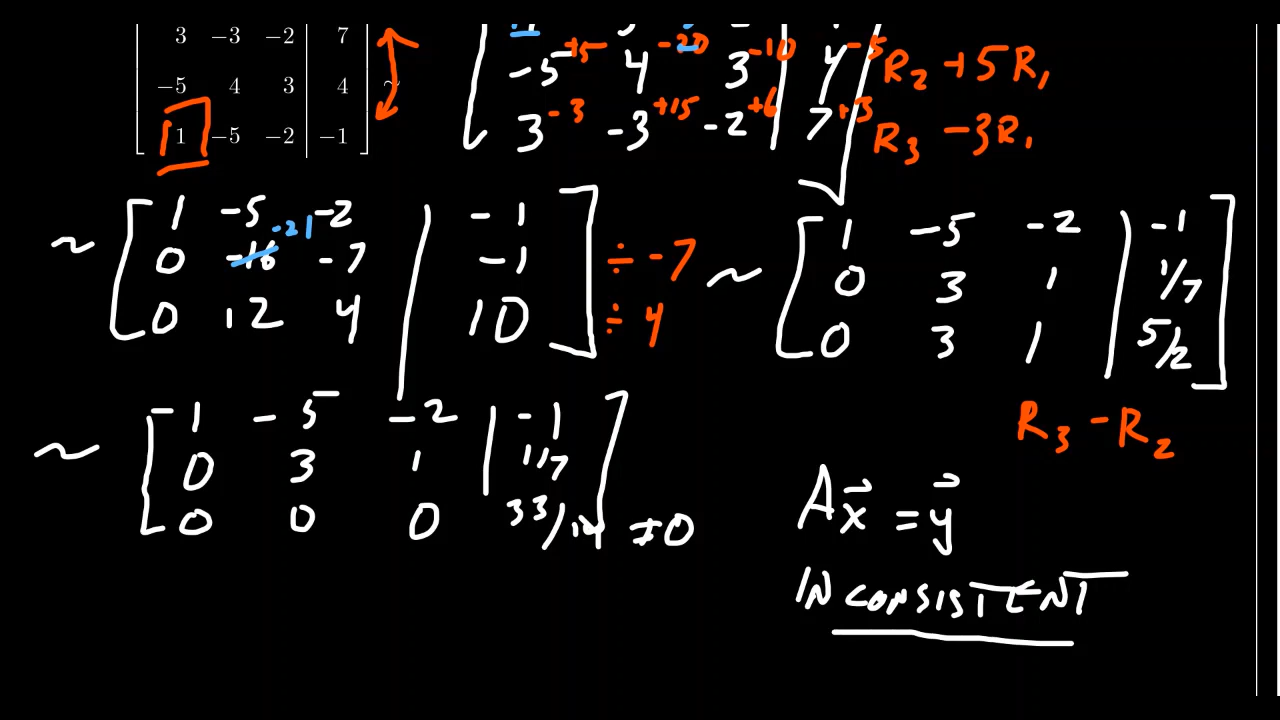 3 −3 −2 | 7
−5 4 3 | 4 ~
1 −5 −2 | −1
−5 +5 4 −20 3 −10 | 4 −5 R₂ +5R₁
3 −3 −3 +15 −2 +6 | 7 +3 R₃ −3R₁
~ 1 −5 −2 | −1
0 −16 −21 −7 | −1 ÷ −7
0 12 4 | 10 ÷ 4
~ 1 −5 −2 | −1
0 3 1 | 1/7
0 3 1 | 5/2
R₃ − R₂
~ 1 −5 −2 | −1
0 3 1 | 1/7
0 0 0 33/14 ≠0
Ax⃗ = y⃗
INCONSISTENT